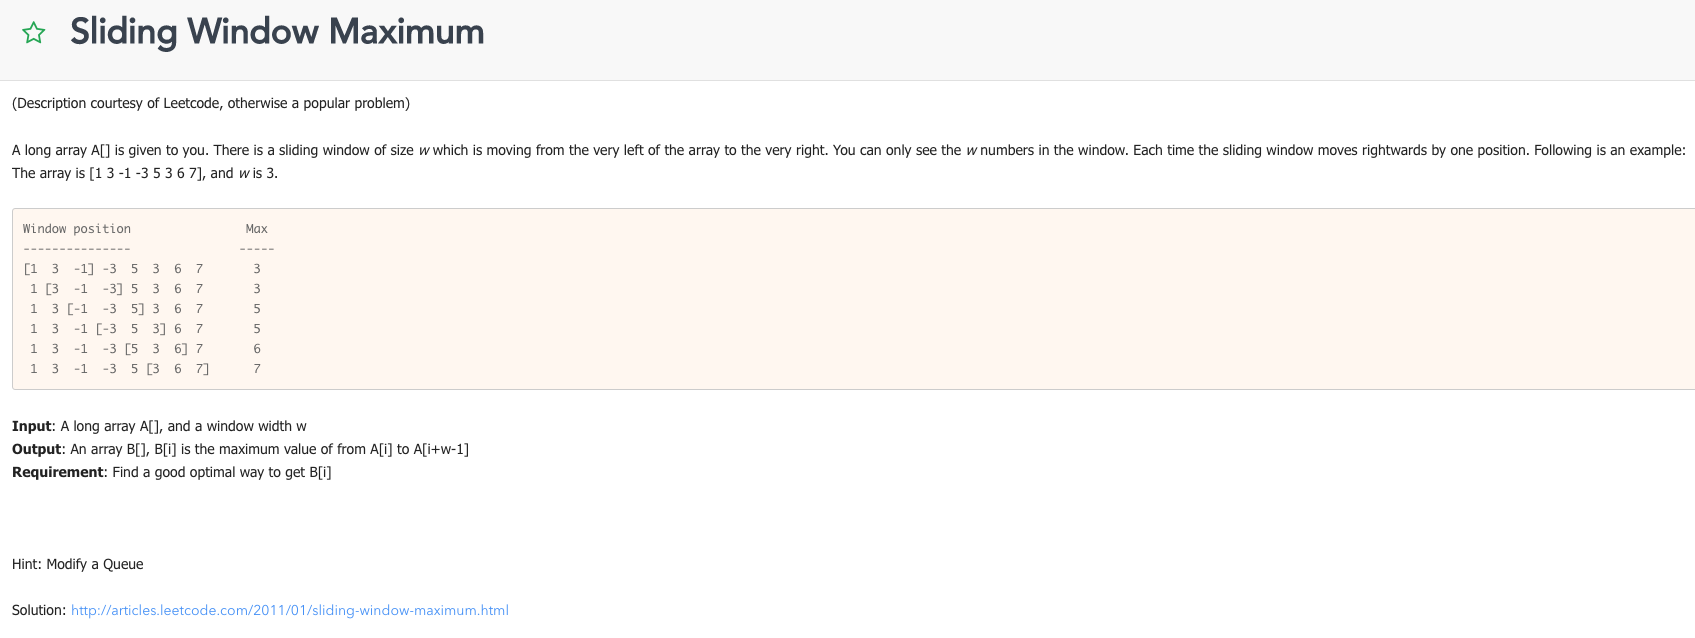 Sliding Window Maximum
(Description courtesy of Leetcode, otherwise a popular problem)
A long array A[] is given to you. There is a sliding window of size w which is moving from the very left of the array to the very right. You can only see the w numbers in the window. Each time the sliding window moves rightwards by one position. Following is an example:
The array is [1 3 -1 -3 5 3 6 7], and w is 3.
Window position                Max
---------------               -----
[1  3  -1] -3  5  3  6  7       3
 1 [3  -1  -3] 5  3  6  7       3
 1  3 [-1  -3  5] 3  6  7       5
 1  3  -1 [-3  5  3] 6  7       5
 1  3  -1  -3 [5  3  6] 7       6
 1  3  -1  -3  5 [3  6  7]      7
Input: A long array A[], and a window width w
Output: An array B[], B[i] is the maximum value of from A[i] to A[i+w-1]
Requirement: Find a good optimal way to get B[i]
Hint: Modify a Queue
Solution: http://articles.leetcode.com/2011/01/sliding-window-maximum.html